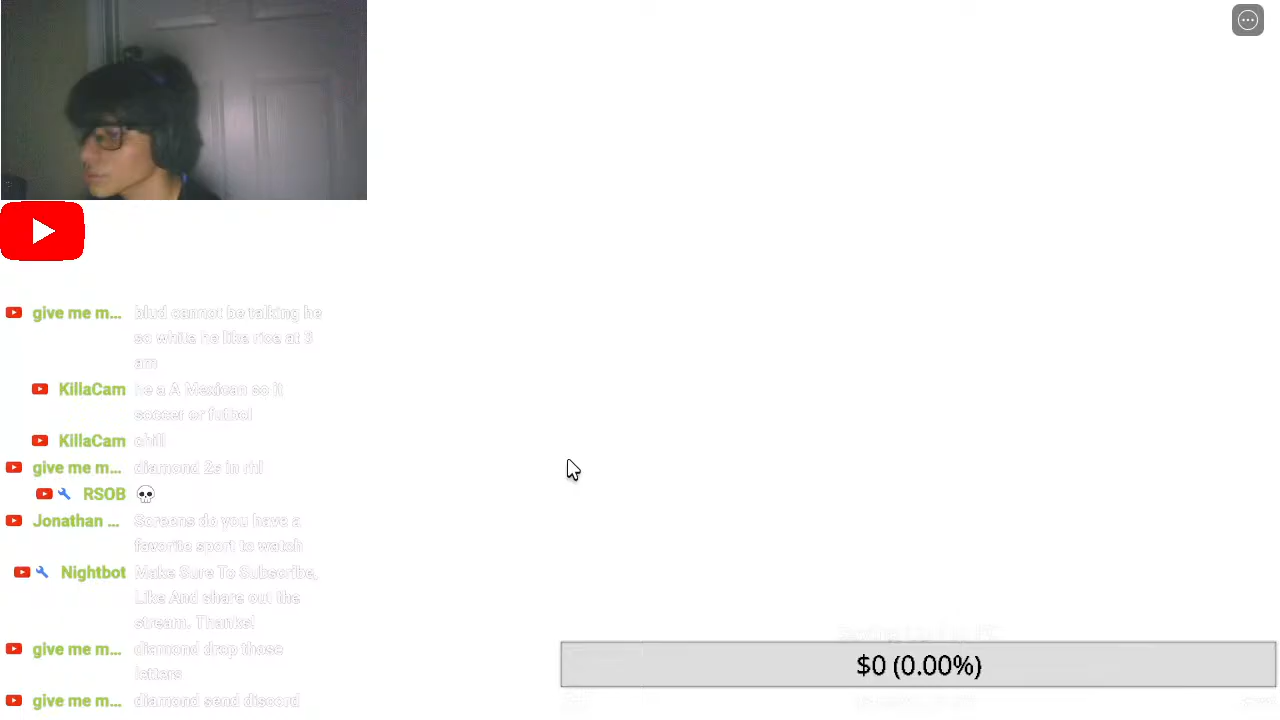 give me m... blud cannot be talking he
so white he like rice at 3
am
KillaCam he a A Mexican so it
soccer or futbol
KillaCam chill
give me m... diamond 2s in rhl
RSOB
Jonathan ... Screens do you have a
favorite sport to watch
Nightbot Make Sure To Subscribe,
Like And share out the
stream. Thanks!
give me m... diamond drop those
letters
give me m... diamond send discord
$0 (0.00%)